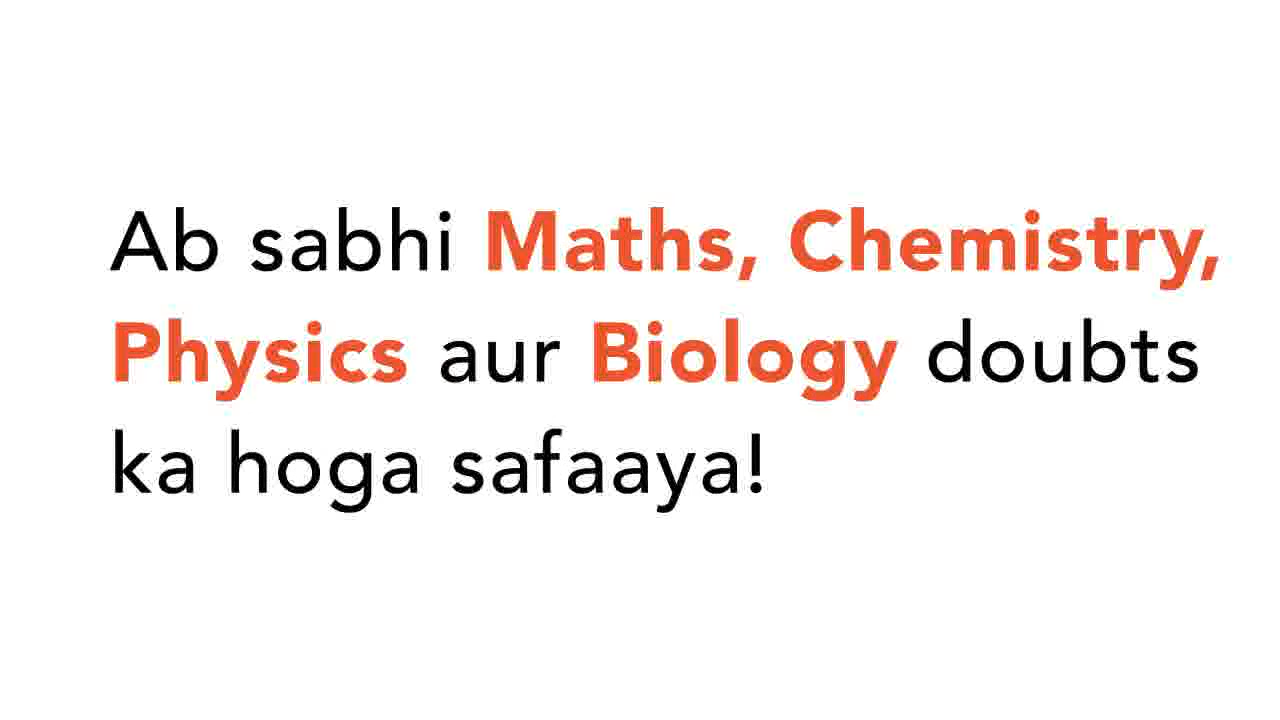 Ab sabhi Maths, Chemistry,
Physics aur Biology doubts
ka hoga safaaya!